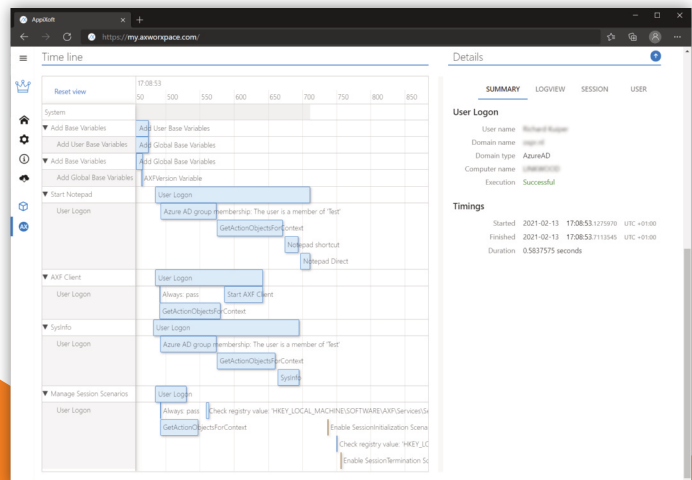 AppiXoft
https://my.axworxpace.com/
Time line
Reset view
17:08:53
50 500 550 600 650 700 750 800 850
System
Add Base Variables
Add User Base Variables
Add User Base Variables
Add Global Base Variables
Add Base Variables
Add Global Base Variables
Add Global Base Variables
AXFVersion Variable
Start Notepad
User Logon
User Logon
Azure AD group membership: The user is a member of 'Test'
GetActionObjectsForContext
Notepad shortcut
Notepad Direct
AXF Client
User Logon
User Logon
Always: pass
Start AXF Client
GetActionObjectsForContext
SysInfo
User Logon
User Logon
Azure AD group membership: The user is a member of 'Test'
GetActionObjectsForContext
SysInfo
Manage Session Scenarios
User Logon
User Logon
Always: pass
Check registry value: 'HKEY_LOCAL_MACHINE\SOFTWARE\AXF\Services\Se
GetActionObjectsForContext
Enable SessionInitialization Scena
Check registry value: 'HKEY_LO
Enable SessionTermination Sc
Details
SUMMARY LOGVIEW SESSION USER
User Logon
User name
Domain name
Domain type AzureAD
Computer name
Execution Successful
Timings
Started 2021-02-13 17:08:53.1275970 UTC +01:00
Finished 2021-02-13 17:08:53.7113545 UTC +01:00
Duration 0.5837575 seconds
AX